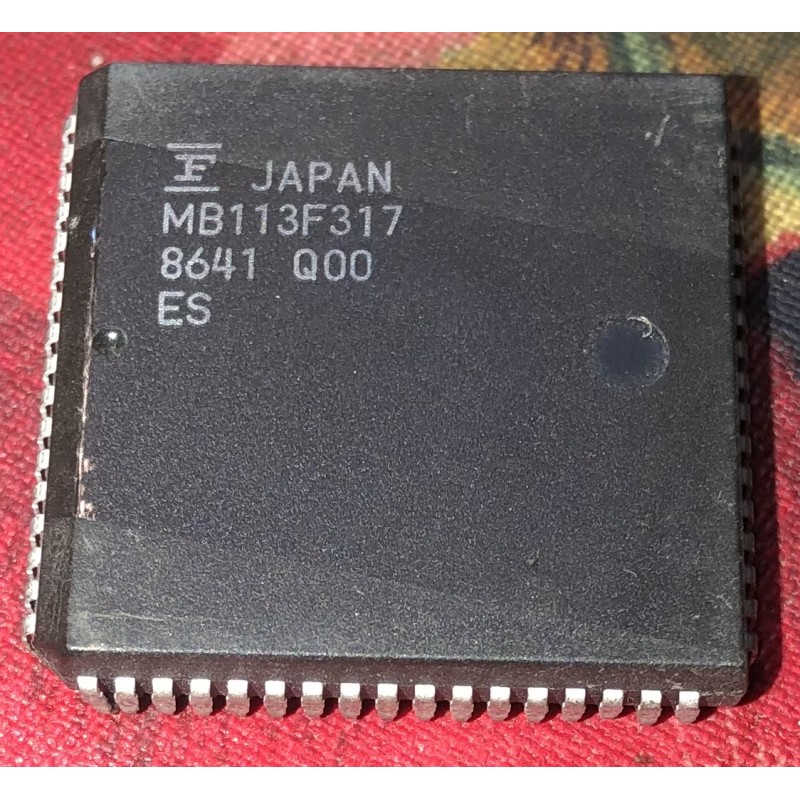 F JAPAN
MB113F317
8641 Q00
ES